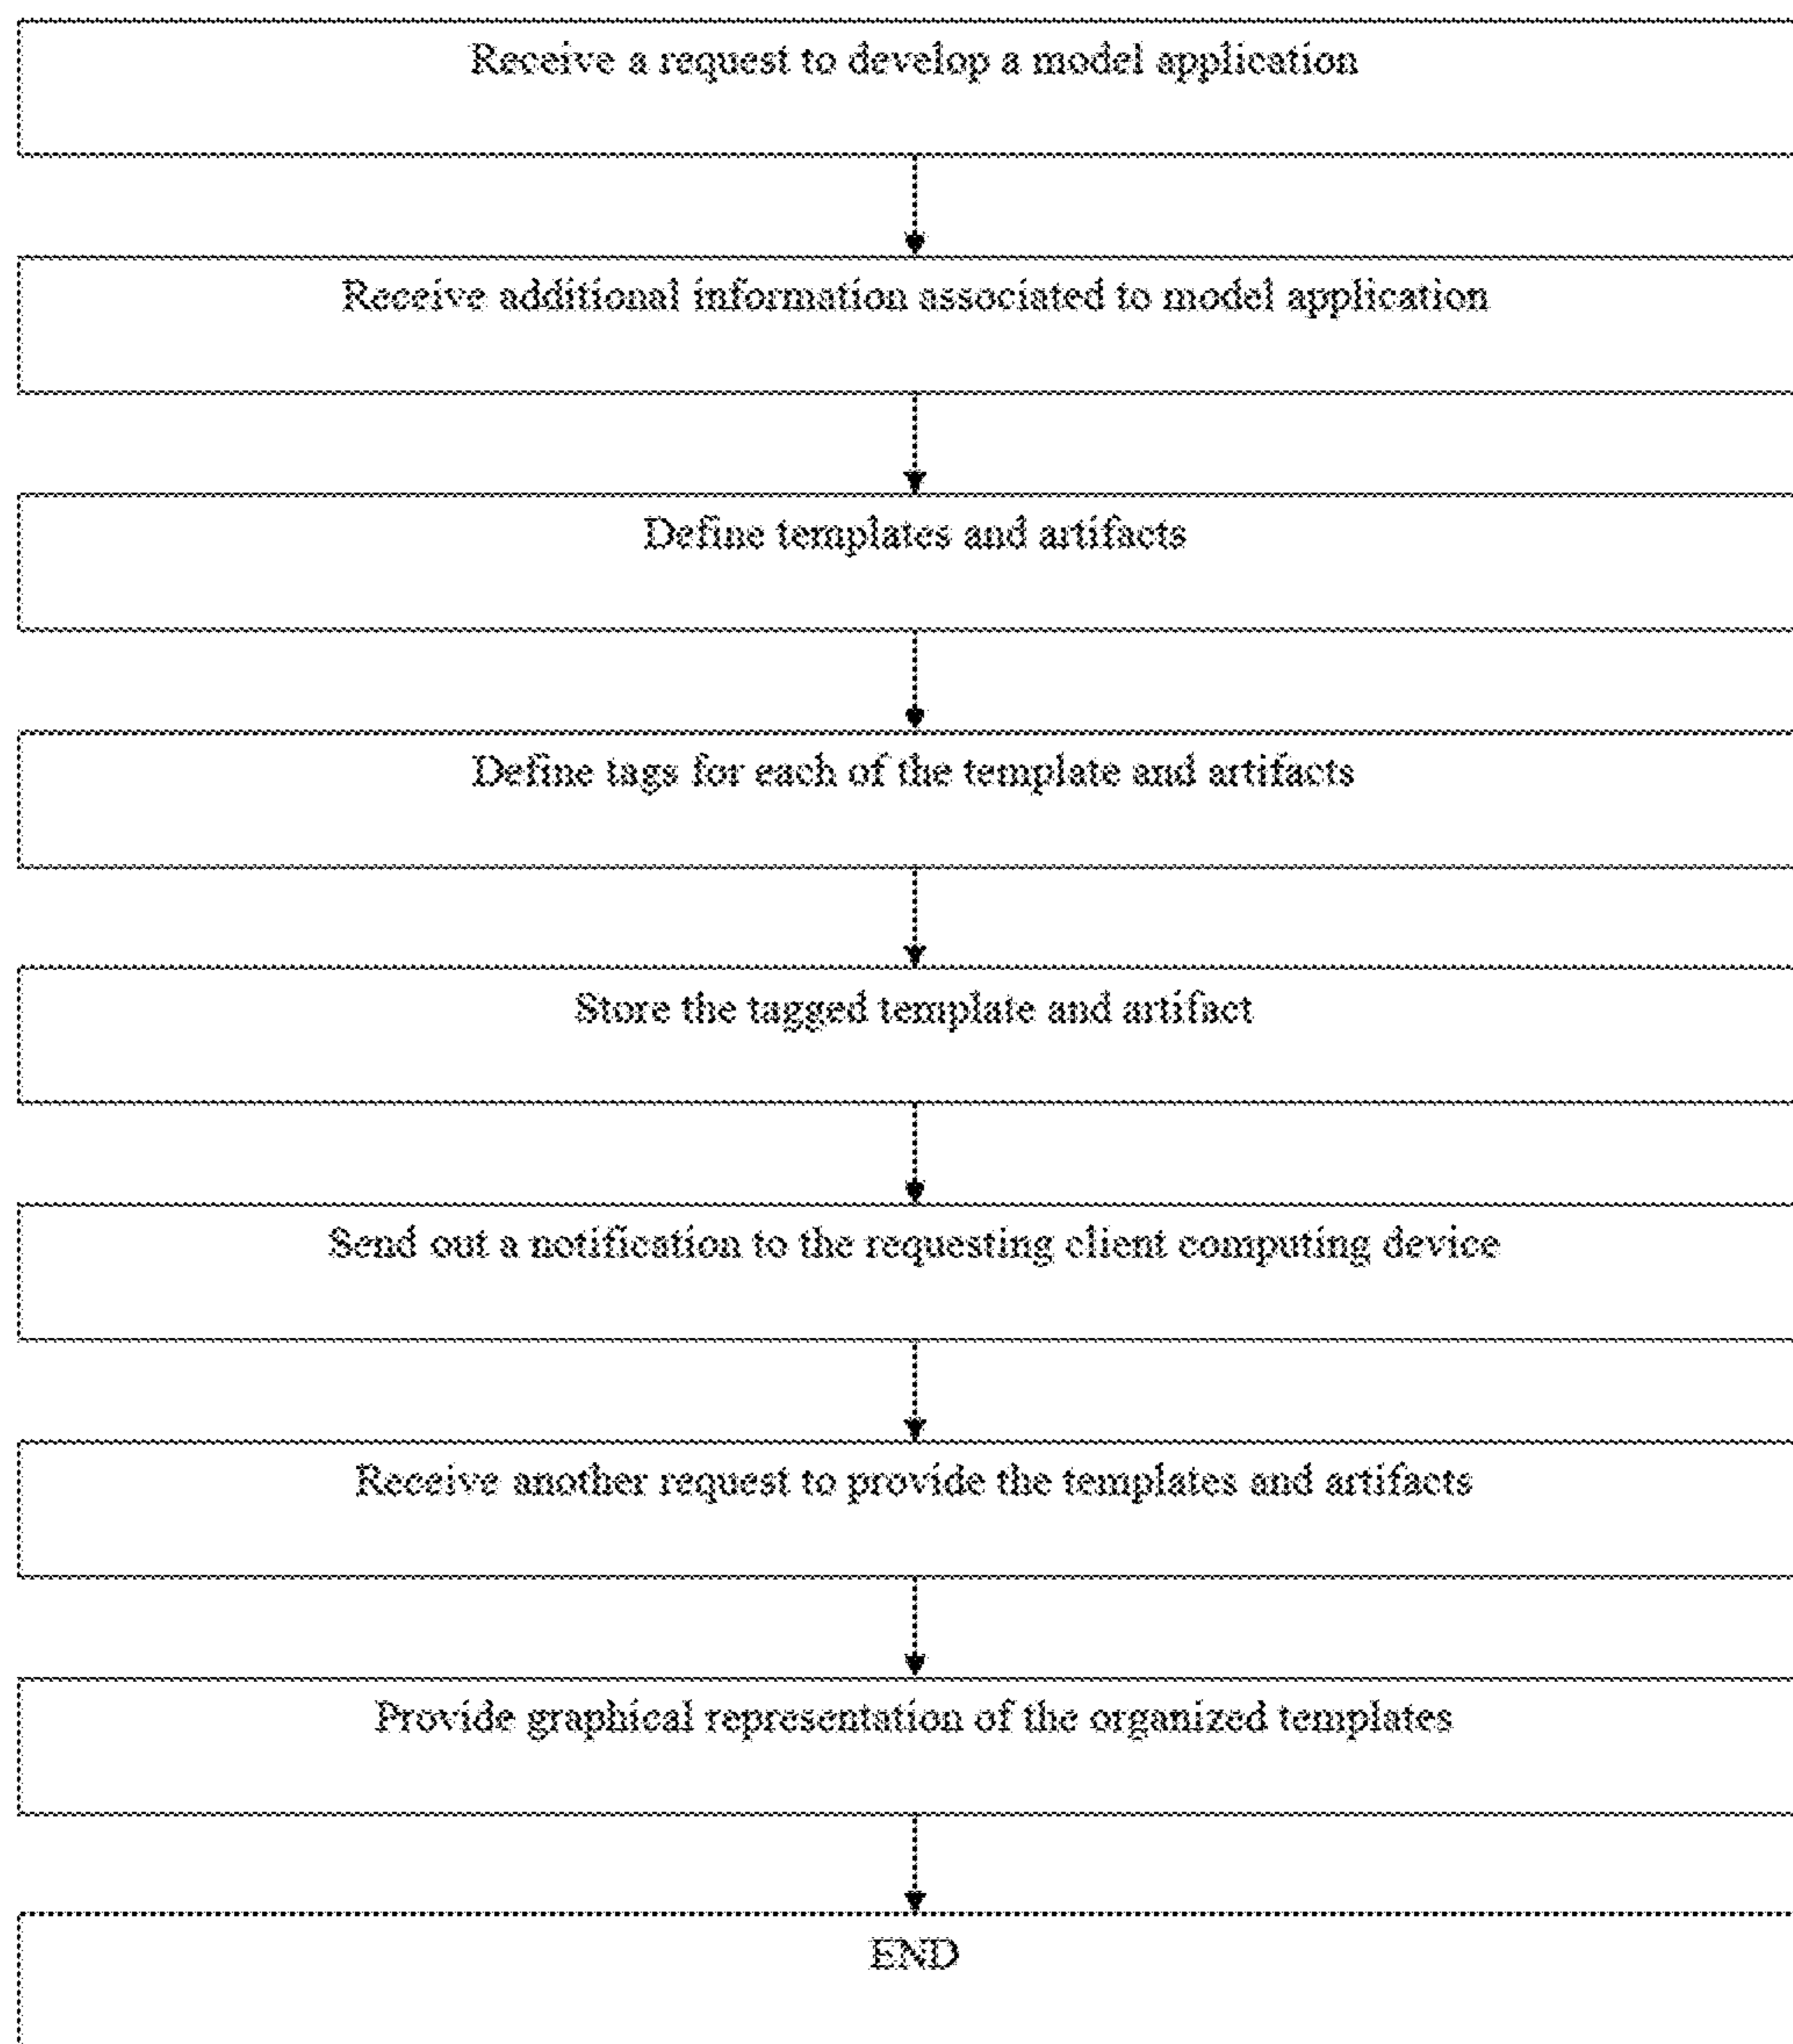 Receive a request to develop a model application
Receive additional information associated to model application
Define templates and artifacts
Define tags for each of the template and artifacts
Store the tagged template and artifact
Send out a notification to the requesting client computing device
Receive another request to provide the templates and artifacts
Provide graphical representation of the organized templates
END